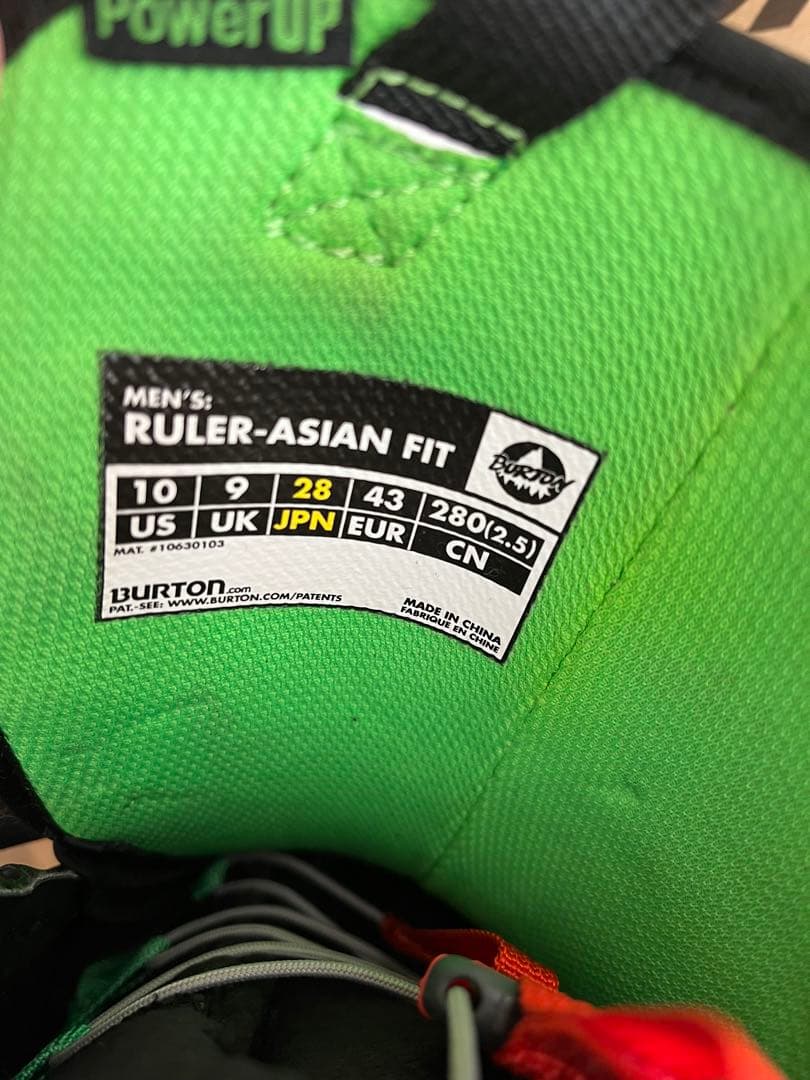 PowerUP
MEN'S:
RULER-ASIAN FIT
BURTON
10 9 28 43 280(2.5)
US UK JPN EUR CN
MAT. #10630103
BURTON.com
PAT.-SEE: WWW.BURTON.COM/PATENTS
MADE IN CHINA
FABRIQUE EN CHINE